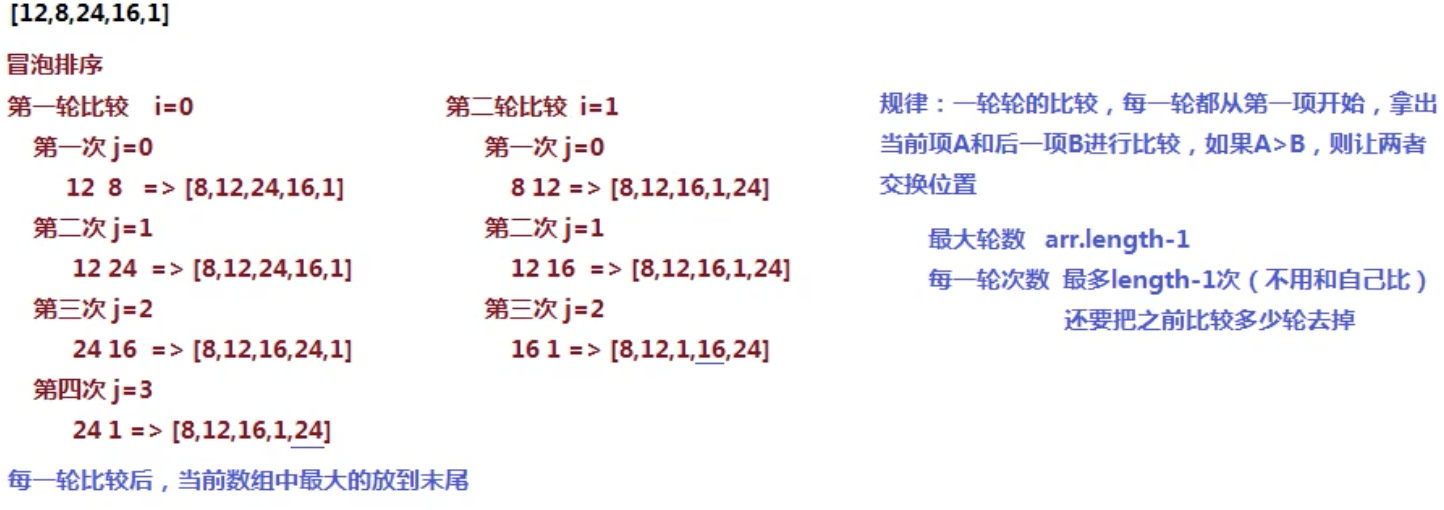 [12,8,24,16,1]
冒泡排序
第一轮比较 i=0
第一次 j=0
12 8 => [8,12,24,16,1]
第二次 j=1
12 24 => [8,12,24,16,1]
第三次 j=2
24 16 => [8,12,16,24,1]
第四次 j=3
24 1 => [8,12,16,1,24]
每一轮比较后，当前数组中最大的放到末尾
第二轮比较 i=1
第一次 j=0
8 12 => [8,12,16,1,24]
第二次 j=1
12 16 => [8,12,16,1,24]
第三次 j=2
16 1 => [8,12,1,16,24]
规律：一轮轮的比较，每一轮都从第一项开始，拿出
当前项A和后一项B进行比较，如果A>B，则让两者
交换位置
最大轮数 arr.length-1
每一轮次数 最多length-1次（不用和自己比）
还要把之前比较多少轮去掉